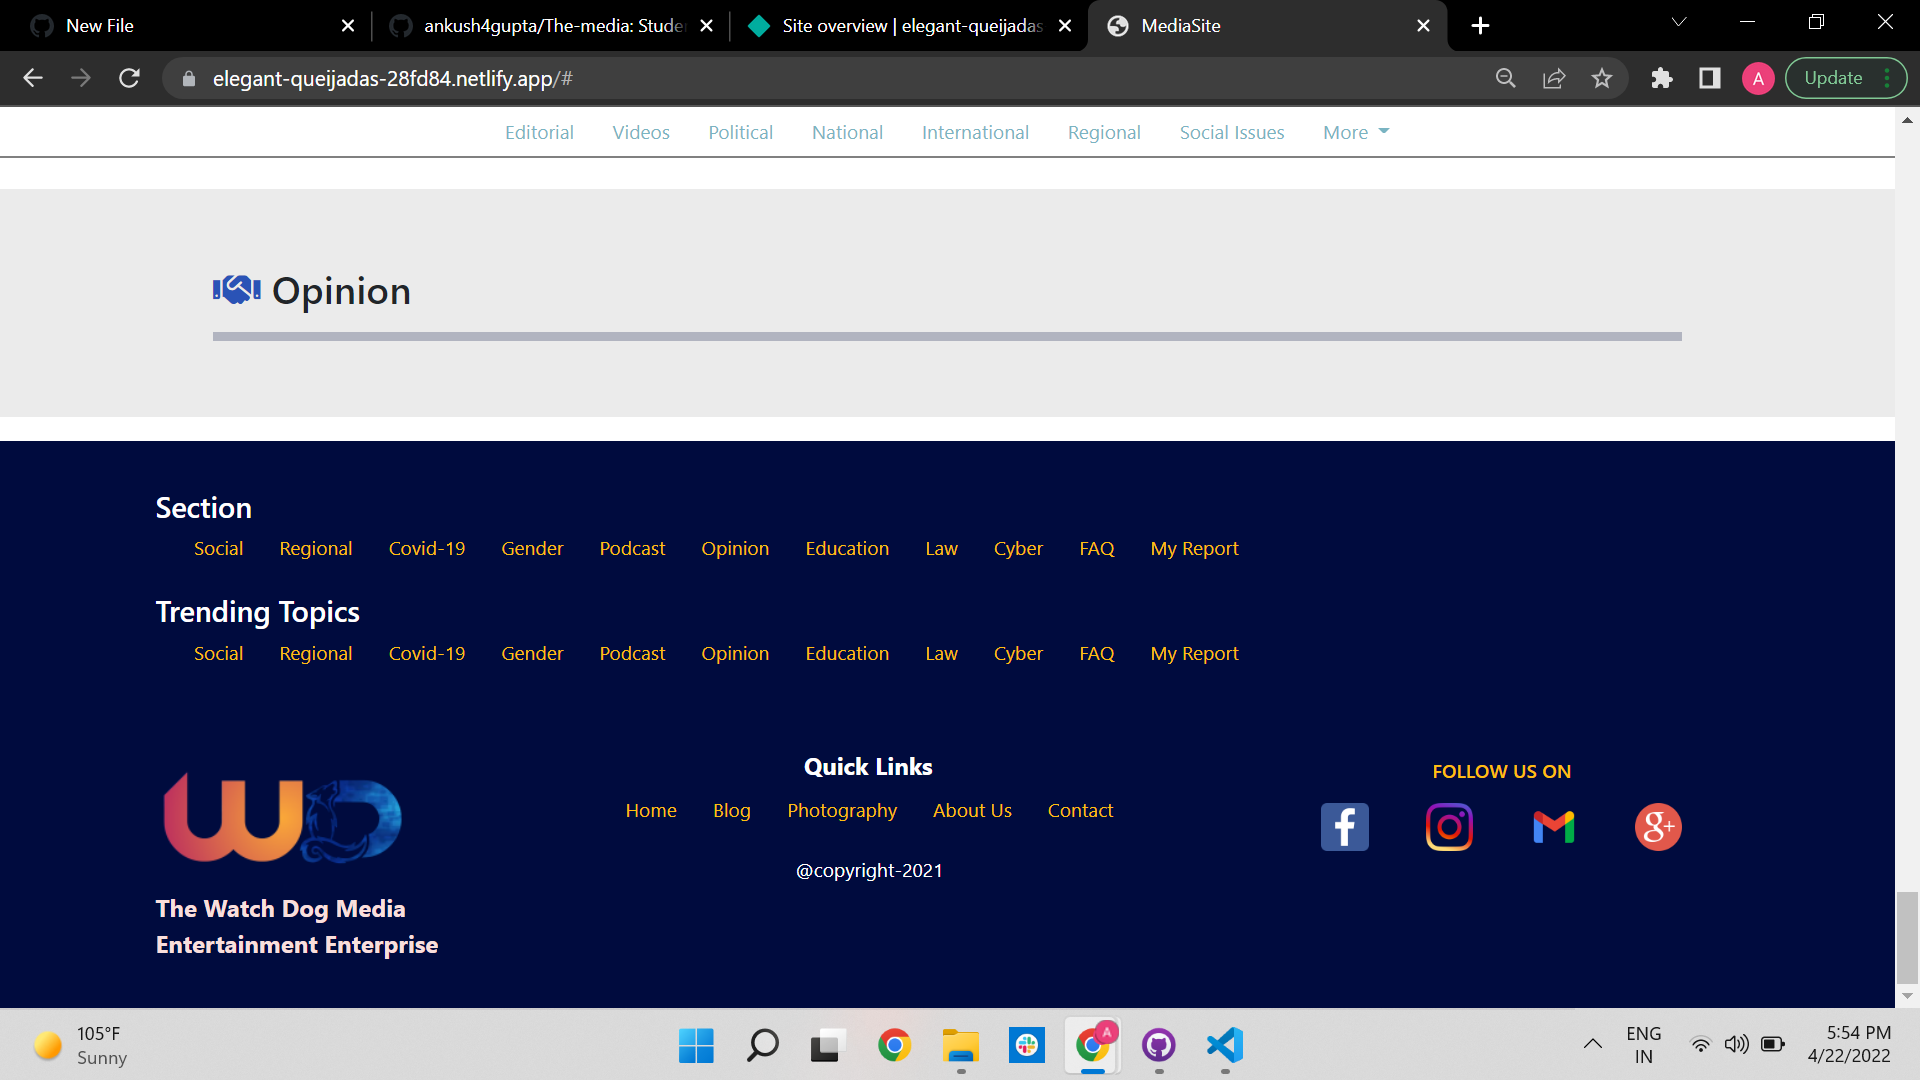 New File
ankush4gupta/The-media: Stude
Site overview | elegant-queijadas
MediaSite
elegant-queijadas-28fd84.netlify.app/#
A
Update
Editorial Videos Political National International Regional Social Issues More
Opinion
Section
Social Regional Covid-19 Gender Podcast Opinion Education Law Cyber FAQ My Report
Trending Topics
Social Regional Covid-19 Gender Podcast Opinion Education Law Cyber FAQ My Report
WD
The Watch Dog Media
Entertainment Enterprise
Quick Links
Home Blog Photography About Us Contact
@copyright-2021
FOLLOW US ON
f
g+
105°F
Sunny
A
ENG
IN
5:54 PM
4/22/2022